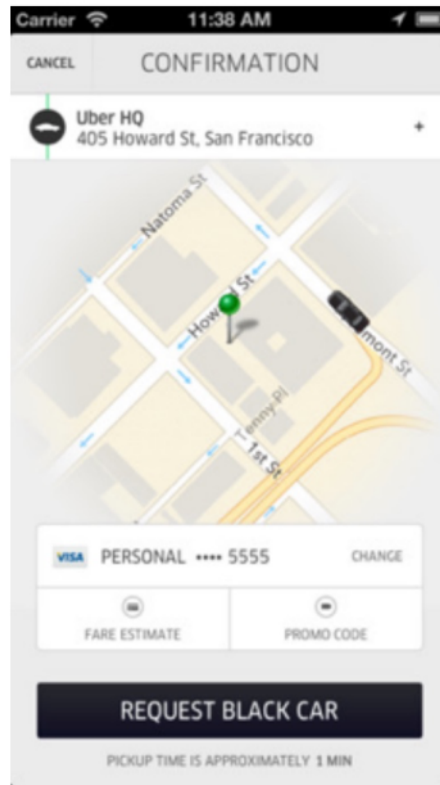 Carrier 11:38 AM
CANCEL CONFIRMATION
Uber HQ
405 Howard St, San Francisco +
Natoma St
Howard St
mont St
Tenny Pl
1st St
VISA PERSONAL •••• 5555 CHANGE
FARE ESTIMATE PROMO CODE
REQUEST BLACK CAR
PICKUP TIME IS APPROXIMATELY 1 MIN